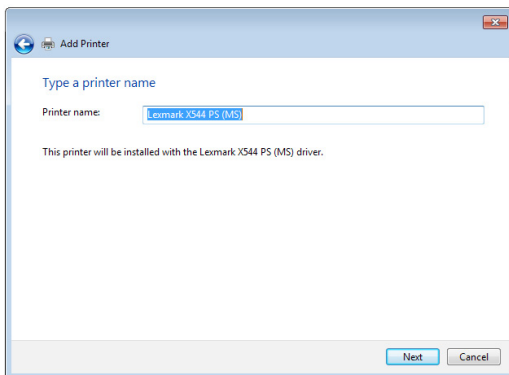 Add Printer
Type a printer name
Printer name: Lexmark X544 PS (MS)
This printer will be installed with the Lexmark X544 PS (MS) driver.
Next Cancel